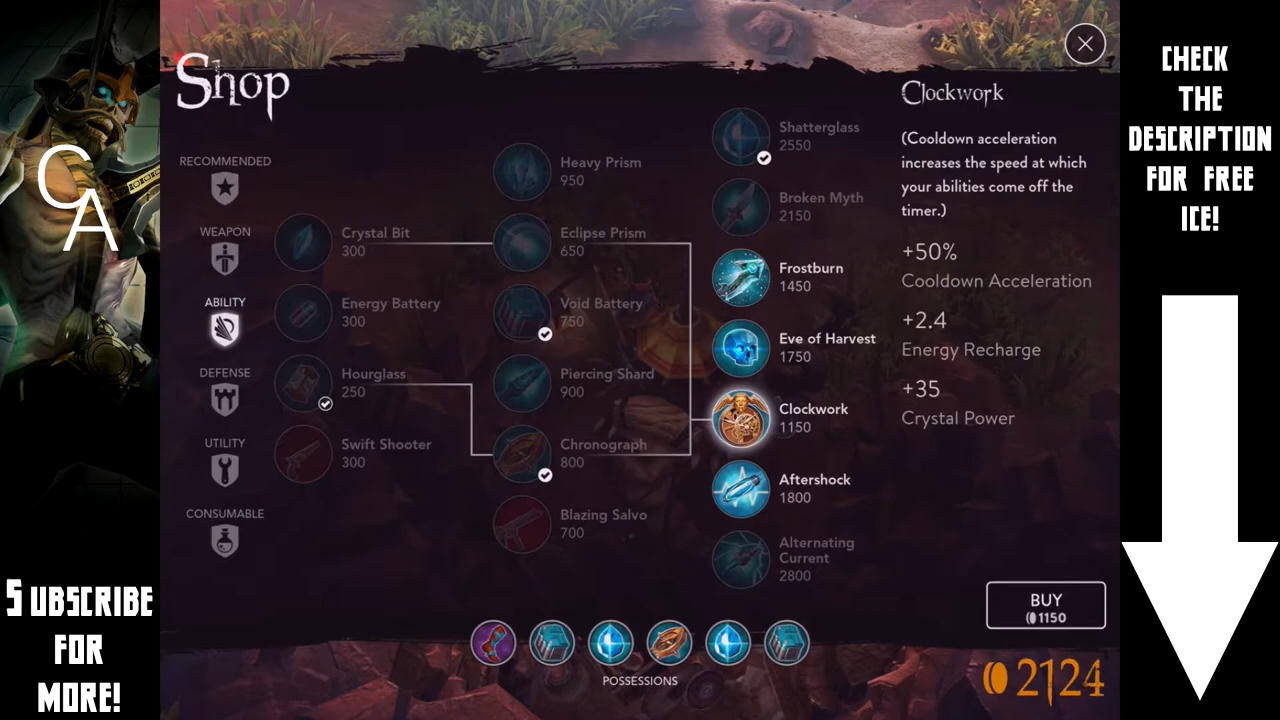 CA
SUBSCRIBE
FOR
MORE!
Shop
RECOMMENDED
WEAPON
ABILITY
DEFENSE
UTILITY
CONSUMABLE
Crystal Bit
300
Energy Battery
300
Hourglass
250
Swift Shooter
300
Heavy Prism
950
Eclipse Prism
650
Void Battery
750
Piercing Shard
900
Chronograph
800
Blazing Salvo
700
Shatterglass
2550
Broken Myth
2150
Frostburn
1450
Eve of Harvest
1750
Clockwork
1150
Aftershock
1800
Alternating
Current
2800
Clockwork
(Cooldown acceleration
increases the speed at which
your abilities come off the
timer.)
+50%
Cooldown Acceleration
+2.4
Energy Recharge
+35
Crystal Power
BUY
1150
POSSESSIONS
2124
CHECK
THE
DESCRIPTION
FOR FREE
ICE!